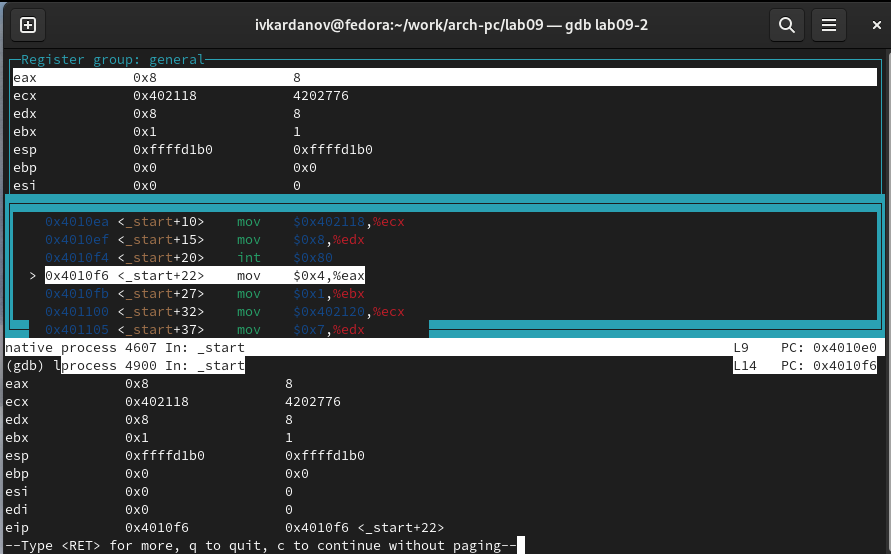 ivkardanov@fedora:~/work/arch-pc/lab09 — gdb lab09-2
Register group: general
eax 0x8 8
ecx 0x402118 4202776
edx 0x8 8
ebx 0x1 1
esp 0xffffd1b0 0xffffd1b0
ebp 0x0 0x0
esi 0x0 0
0x4010ea <_start+10> mov $0x402118,%ecx
0x4010ef <_start+15> mov $0x8,%edx
0x4010f4 <_start+20> int $0x80
> 0x4010f6 <_start+22> mov $0x4,%eax
0x4010fb <_start+27> mov $0x1,%ebx
0x401100 <_start+32> mov $0x402120,%ecx
0x401105 <_start+37> mov $0x7,%edx
native process 4607 In: _start L9 PC: 0x4010e0
(gdb) lprocess 4900 In: _start L14 PC: 0x4010f6
eax 0x8 8
ecx 0x402118 4202776
edx 0x8 8
ebx 0x1 1
esp 0xffffd1b0 0xffffd1b0
ebp 0x0 0x0
esi 0x0 0
edi 0x0 0
eip 0x4010f6 0x4010f6 <_start+22>
--Type <RET> for more, q to quit, c to continue without paging--